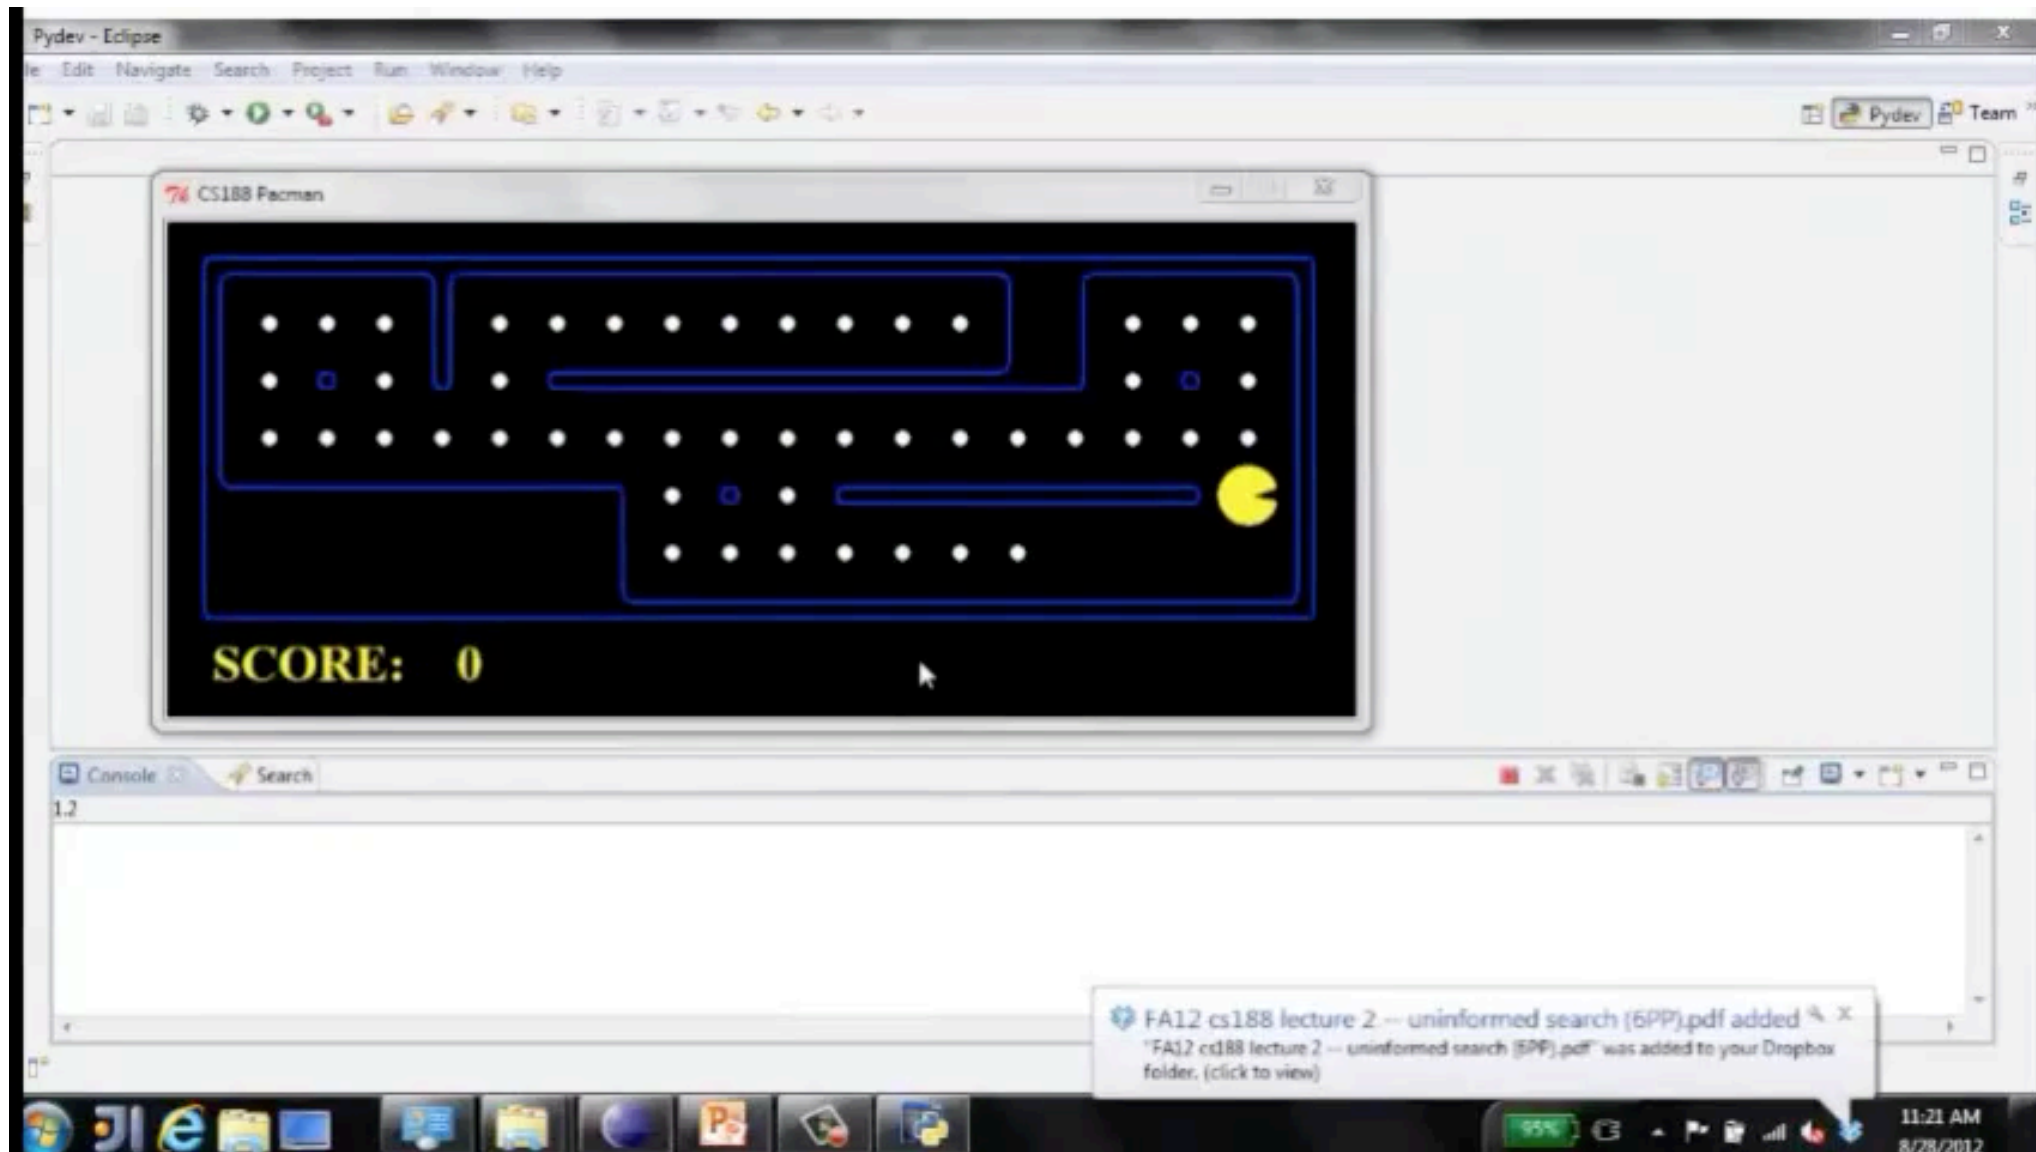 Pydev - Eclipse
le Edit Navigate Search Project Run Window Help
Pydev Team
CS188 Pacman
SCORE: 0
Console Search
1.2
FA12 cs188 lecture 2 -- uninformed search (6PP).pdf added
"FA12 cs188 lecture 2 -- uninformed search (6PP).pdf" was added to your Dropbox
folder. (click to view)
95%
11:21 AM
8/28/2012